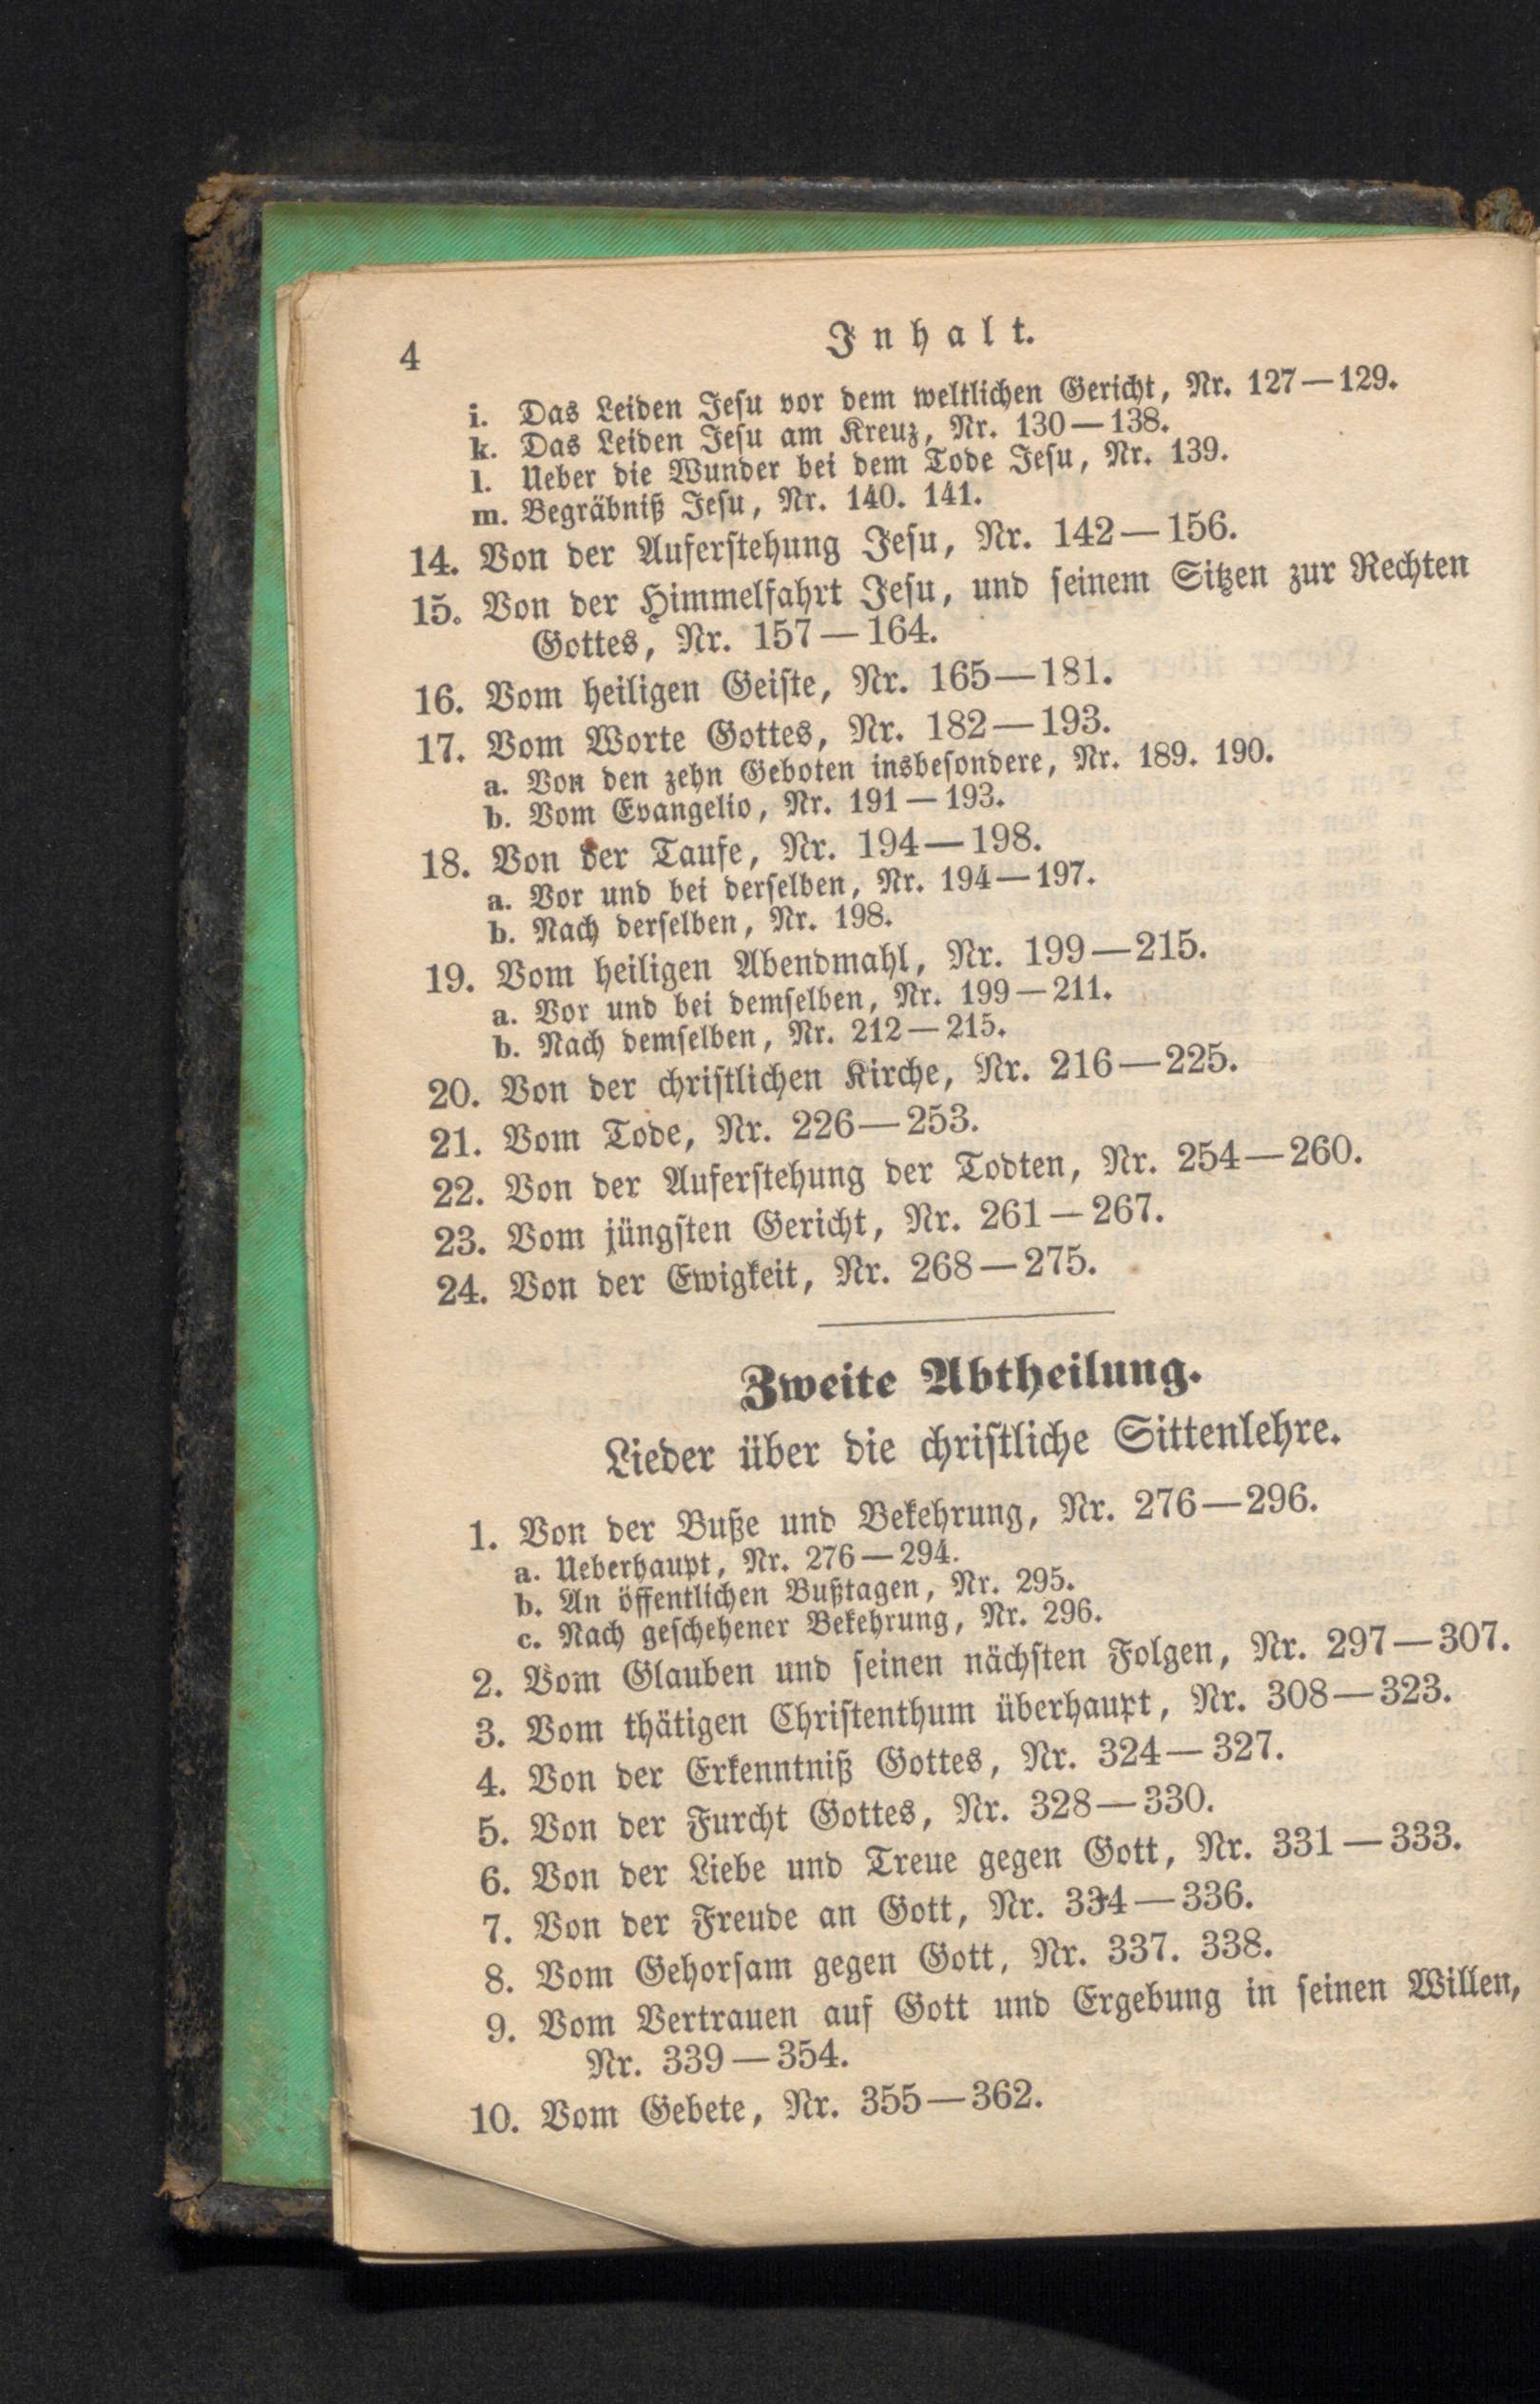 4
Inhalt.
i. Das Leiden Jesu vor dem weltlichen Gericht, Nr. 127—129.
k. Das Leiden Jesu am Kreuz, Nr. 130—138.
l. Ueber die Wunder bei dem Tode Jesu, Nr. 139.
m. Begräbniß Jesu, Nr. 140. 141.
14. Von der Auferstehung Jesu, Nr. 142—156.
15. Von der Himmelfahrt Jesu, und seinem Sitzen zur Rechten
Gottes, Nr. 157—164.
16. Vom heiligen Geiste, Nr. 165—181.
17. Vom Worte Gottes, Nr. 182—193.
a. Von den zehn Geboten insbesondere, Nr. 189. 190.
b. Vom Evangelio, Nr. 191—193.
18. Von der Taufe, Nr. 194—198.
a. Vor und bei derselben, Nr. 194—197.
b. Nach derselben, Nr. 198.
19. Vom heiligen Abendmahl, Nr. 199—215.
a. Vor und bei demselben, Nr. 199—211.
b. Nach demselben, Nr. 212—215.
20. Von der christlichen Kirche, Nr. 216—225.
21. Vom Tode, Nr. 226—253.
22. Von der Auferstehung der Todten, Nr. 254—260.
23. Vom jüngsten Gericht, Nr. 261—267.
24. Von der Ewigkeit, Nr. 268—275.
Zweite Abtheilung.
Lieder über die christliche Sittenlehre.
1. Von der Buße und Bekehrung, Nr. 276—296.
a. Ueberhaupt, Nr. 276—294.
b. An öffentlichen Bußtagen, Nr. 295.
c. Nach geschehener Bekehrung, Nr. 296.
2. Vom Glauben und seinen nächsten Folgen, Nr. 297—307.
3. Vom thätigen Christenthum überhaupt, Nr. 308—323.
4. Von der Erkenntniß Gottes, Nr. 324—327.
5. Von der Furcht Gottes, Nr. 328—330.
6. Von der Liebe und Treue gegen Gott, Nr. 331—333.
7. Von der Freude an Gott, Nr. 334—336.
8. Vom Gehorsam gegen Gott, Nr. 337. 338.
9. Vom Vertrauen auf Gott und Ergebung in seinen Willen,
Nr. 339—354.
10. Vom Gebete, Nr. 355—362.